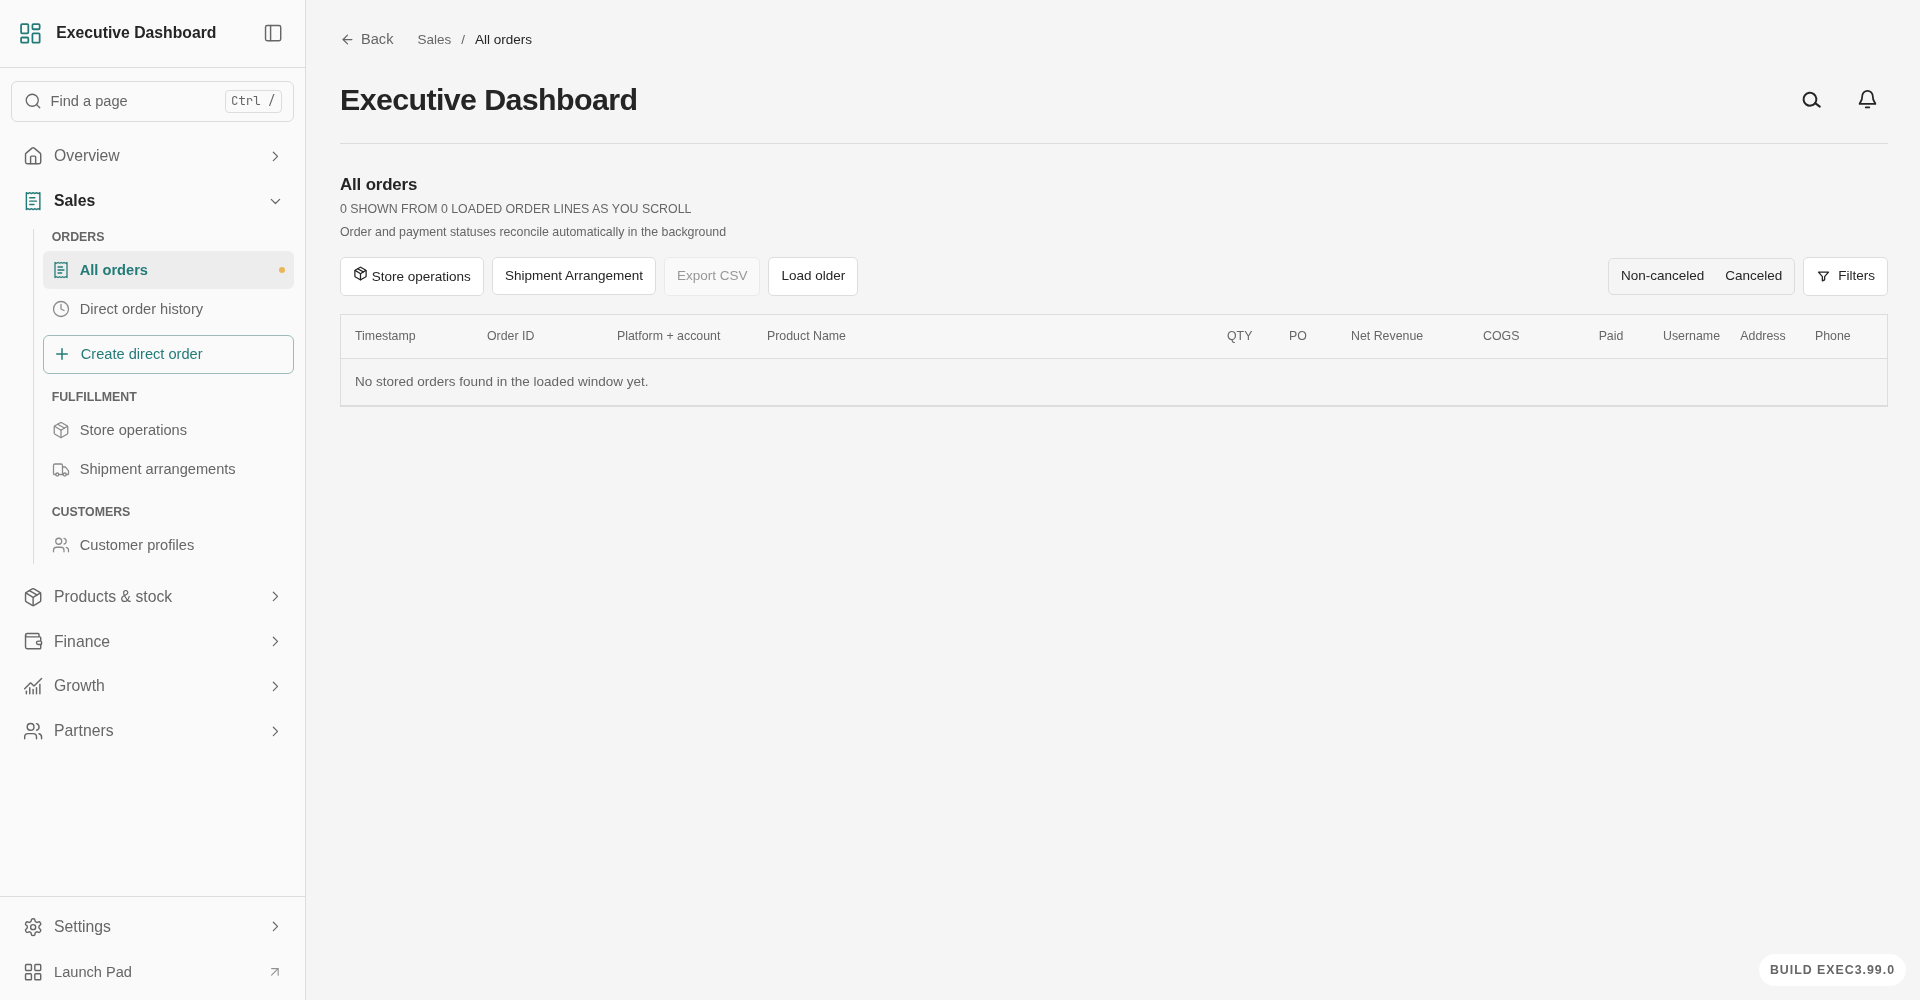 Executive Dashboard
Find a page
Ctrl /
Overview
Sales
ORDERS
All orders
Direct order history
Create direct order
FULFILLMENT
Store operations
Shipment arrangements
CUSTOMERS
Customer profiles
Products & stock
Finance
Growth
Partners
Settings
Launch Pad
Back
Sales / All orders
Executive Dashboard
All orders
0 SHOWN FROM 0 LOADED ORDER LINES AS YOU SCROLL
Order and payment statuses reconcile automatically in the background
Store operations
Shipment Arrangement
Export CSV
Load older
Non-canceled
Canceled
Filters
Timestamp Order ID Platform + account Product Name QTY PO Net Revenue COGS Paid Username Address Phone
No stored orders found in the loaded window yet.
BUILD EXEC3.99.0